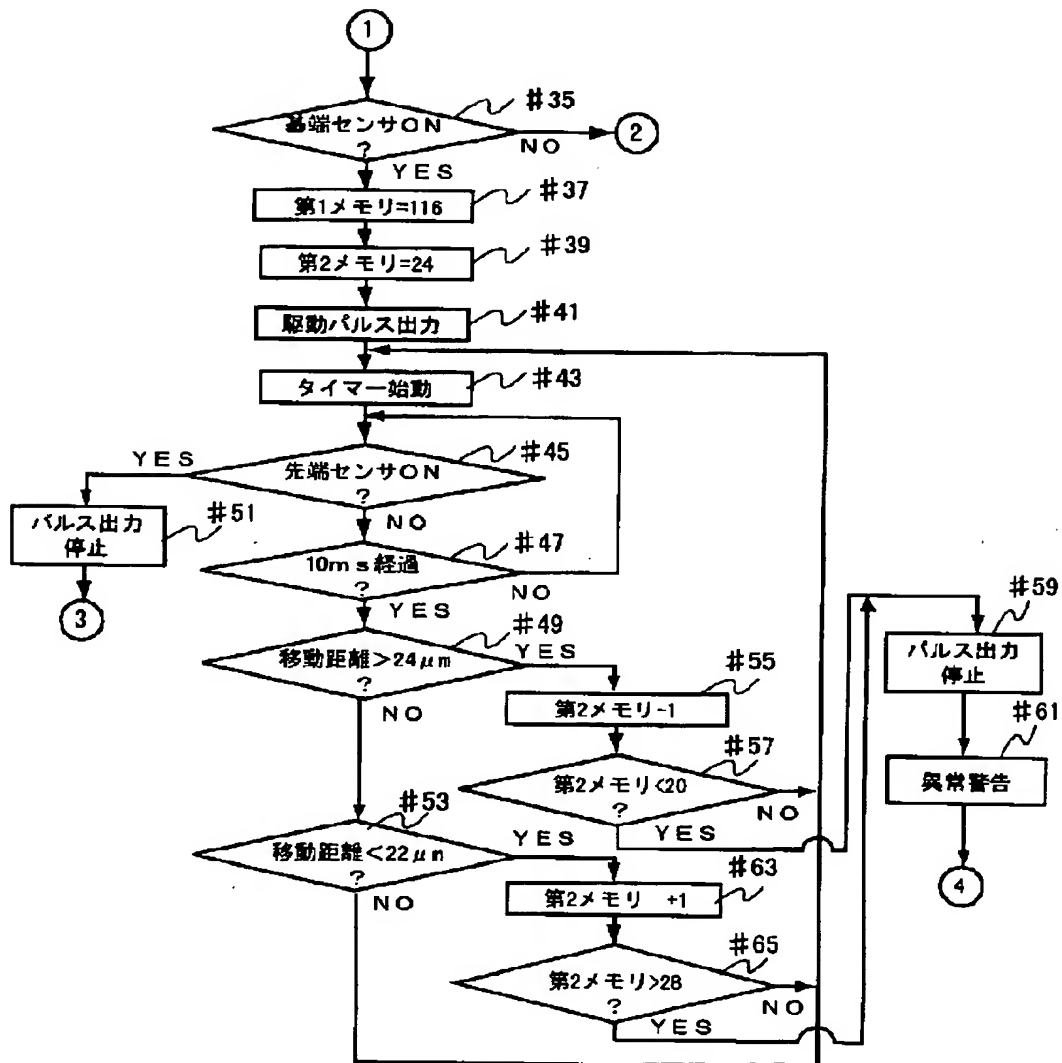 1
基端センサON
?
#35
NO
2
YES
第1メモリ=116
#37
第2メモリ=24
#39
駆動パルス出力
#41
タイマー始動
#43
YES
先端センサON
?
#45
NO
パルス出力
停止
#51
3
10ms経過
?
#47
NO
YES
#49
移動距離>24μm
?
YES
NO
第2メモリ-1
#55
第2メモリ<20
?
#57
NO
YES
#59
パルス出力
停止
#61
異常警告
4
#53
移動距離<22μm
?
YES
NO
第2メモリ +1
#63
第2メモリ>28
?
#65
NO
YES